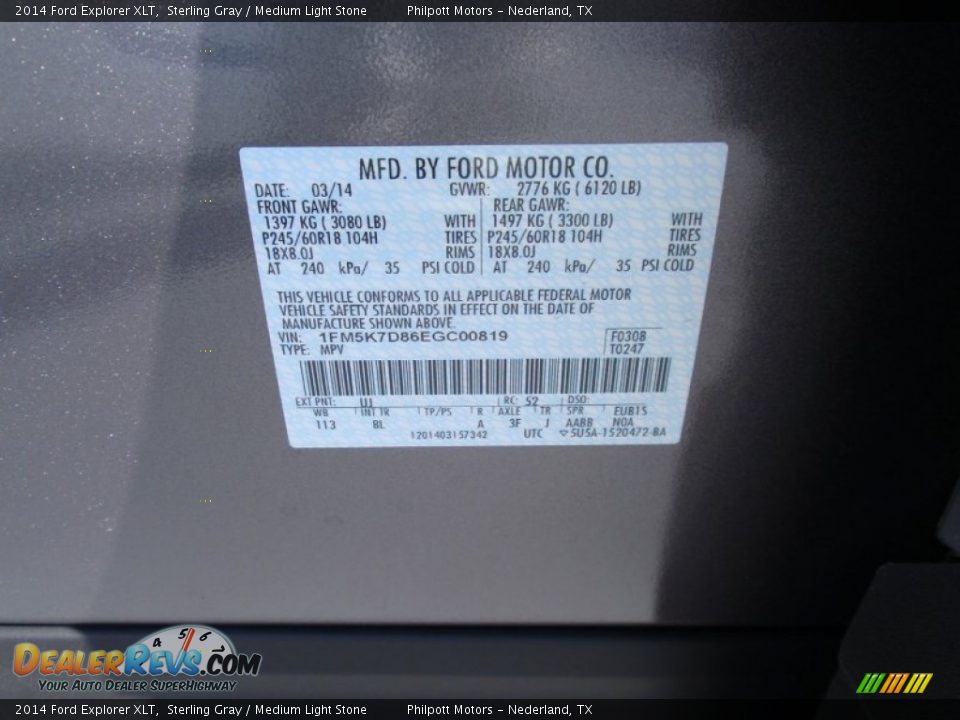 2014 Ford Explorer XLT, Sterling Gray / Medium Light Stone Philpott Motors - Nederland, TX
MFD. BY FORD MOTOR CO.
DATE: 03/14 GVWR: 2776 KG ( 6120 LB)
FRONT GAWR: REAR GAWR:
1397 KG ( 3080 LB) WITH 1497 KG ( 3300 LB) WITH
P245/60R18 104H TIRES P245/60R18 104H TIRES
18X8.0J RIMS 18X8.0J RIMS
AT 240 kPa/ 35 PSI COLD AT 240 kPa/ 35 PSI COLD
THIS VEHICLE CONFORMS TO ALL APPLICABLE FEDERAL MOTOR
VEHICLE SAFETY STANDARDS IN EFFECT ON THE DATE OF
MANUFACTURE SHOWN ABOVE.
VIN: 1FM5K7D86EGC00819 F0308
TYPE: MPV T0247
EXT PNT: UJ RC: 52 DSO:
WB INT TR TP/PS R AXLE TR SPR EUB15
113 BL A 3F J AABB NOA
1201403157342 UTC 5U5A-1520472-BA
4 5 6
DEALERREVS.COM
YOUR AUTO DEALER SUPERHIGHWAY
2014 Ford Explorer XLT, Sterling Gray / Medium Light Stone Philpott Motors - Nederland, TX